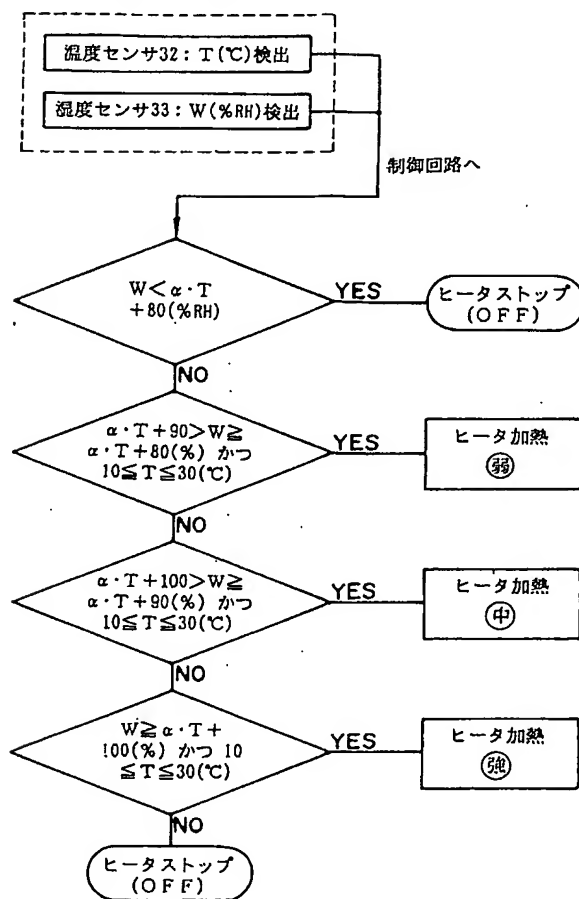 温度センサ32：T(℃)検出
湿度センサ33：W(%RH)検出
制御回路へ
W＜α・T
+80(%RH)
YES
ヒータストップ
(OFF)
NO
α・T+90＞W≧
α・T+80(%) かつ
10≦T≦30(℃)
YES
ヒータ加熱
弱
NO
α・T+100＞W≧
α・T+90(%) かつ
10≦T≦30(℃)
YES
ヒータ加熱
中
NO
W≧α・T+
100(%) かつ 10
≦T≦30(℃)
YES
ヒータ加熱
強
NO
ヒータストップ
(OFF)